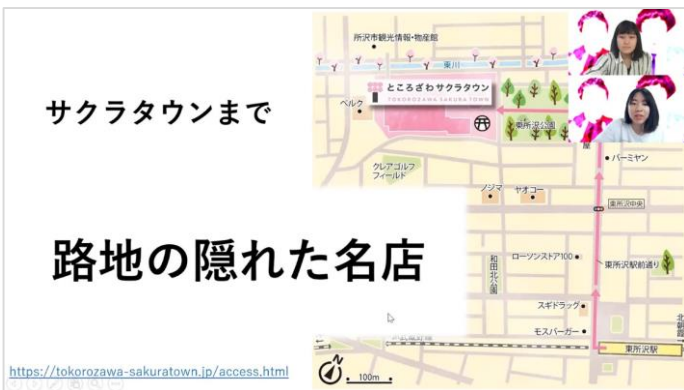 サクラタウンまで
路地の隠れた名店
https://tokorozawa-sakuratown.jp/access.html
所沢市観光情報・物産館
東川
ところざわサクラタウン
TOKOROZAWA SAKURA TOWN
ベルク
東所沢公園
クレアゴルフ
フィールド
バーミヤン
ノジマ
ヤオコー
東所沢中央
和田北公園
ローソンストア100
東所沢駅前通り
スギドラッグ
モスバーガー
東所沢駅
N
100m